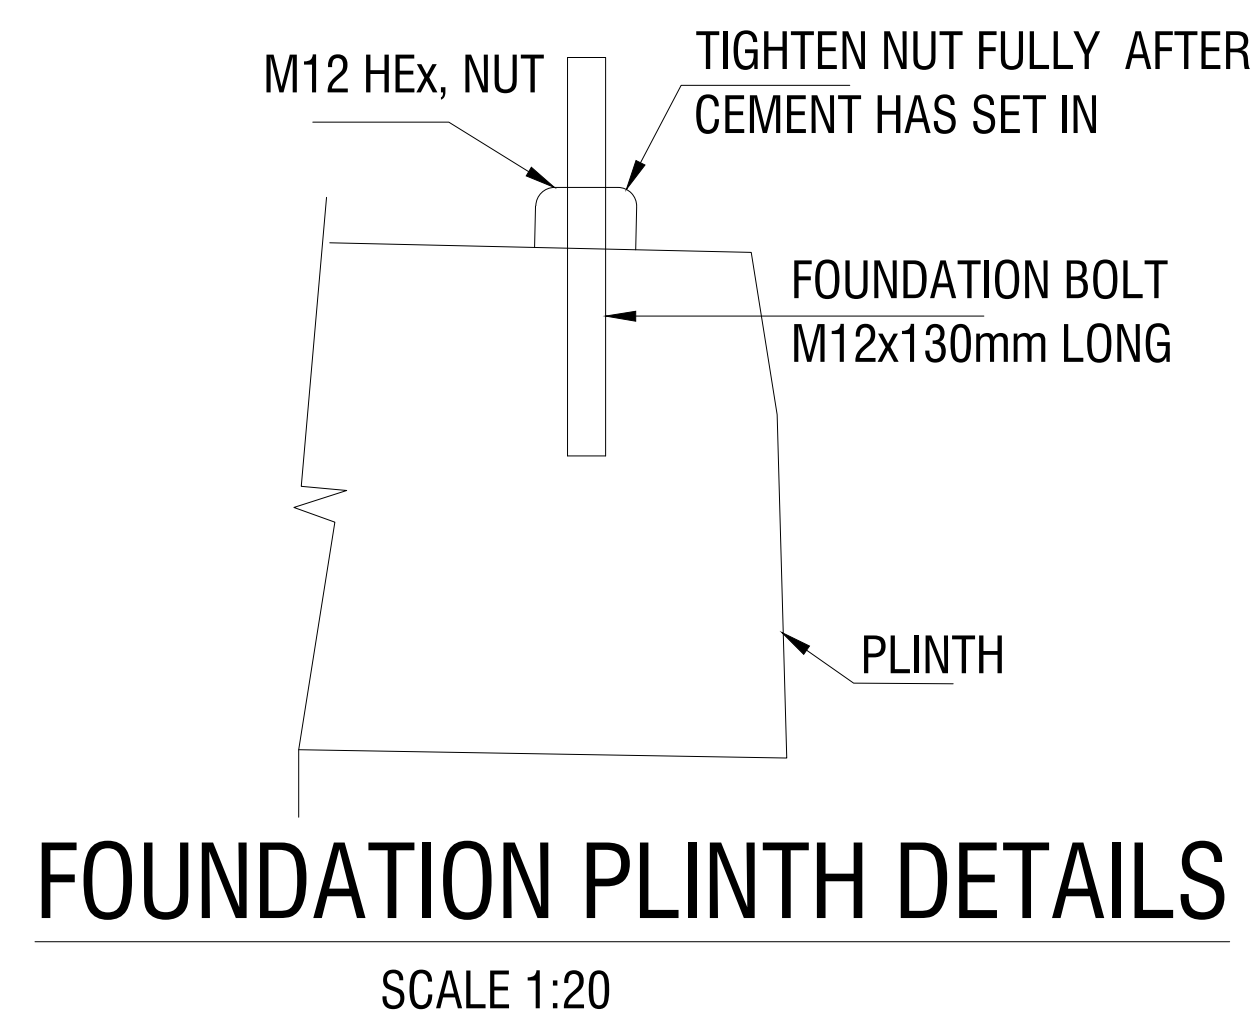 M12 HEx, NUT
TIGHTEN NUT FULLY AFTER
CEMENT HAS SET IN
FOUNDATION BOLT
M12x130mm LONG
PLINTH
FOUNDATION PLINTH DETAILS
SCALE 1:20